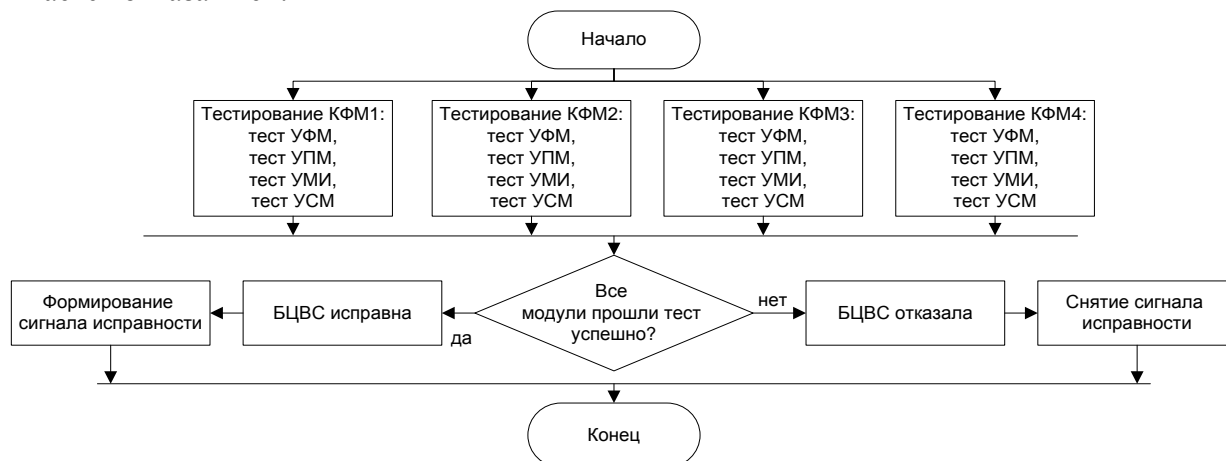 Начало
Тестирование КФМ1:
тест УФМ,
тест УПМ,
тест УМИ,
тест УСМ
Тестирование КФМ2:
тест УФМ,
тест УПМ,
тест УМИ,
тест УСМ
Тестирование КФМ3:
тест УФМ,
тест УПМ,
тест УМИ,
тест УСМ
Тестирование КФМ4:
тест УФМ,
тест УПМ,
тест УМИ,
тест УСМ
Формирование
сигнала исправности
БЦВС исправна
да
Все
модули прошли тест
успешно?
нет
БЦВС отказала
Снятие сигнала
исправности
Конец